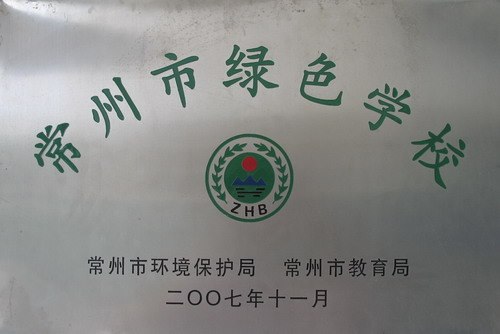 常州市绿色学校
ZHB
常州市环境保护局 常州市教育局
二〇〇七年十一月